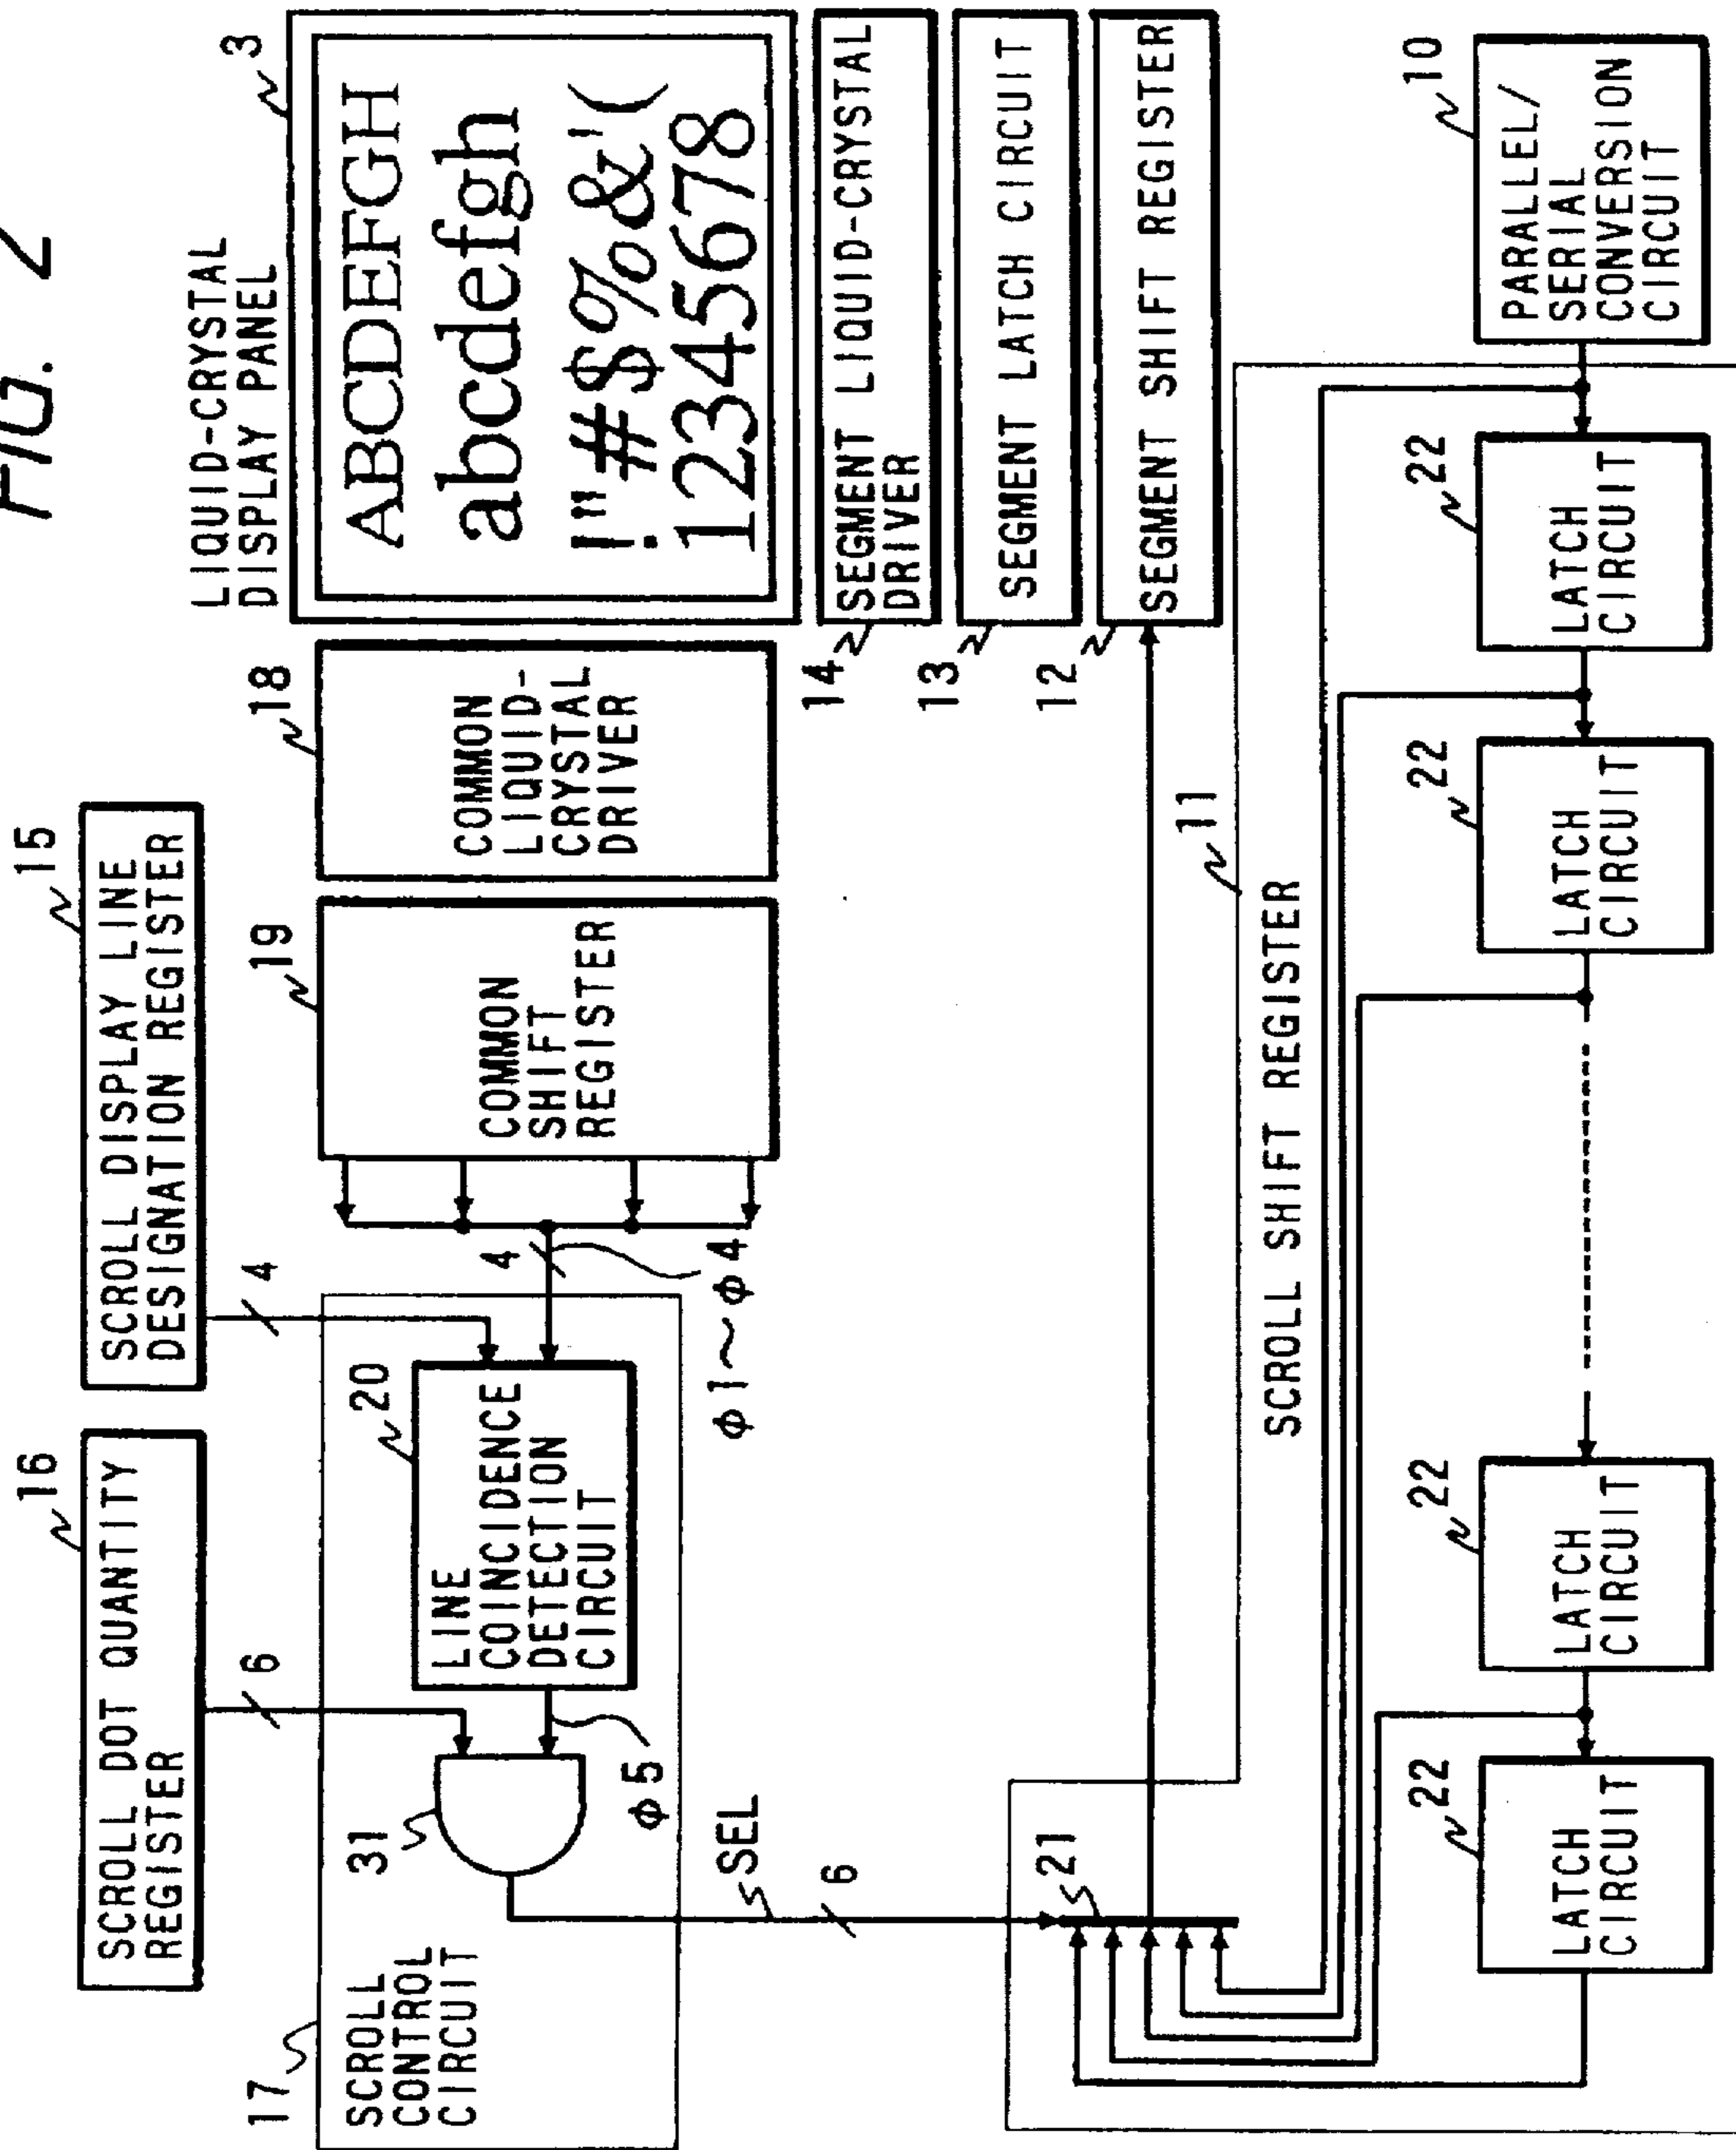 FIG. 2
16
SCROLL DOT QUANTITY
REGISTER
15
SCROLL DISPLAY LINE
DESIGNATION REGISTER
LIQUID-CRYSTAL
DISPLAY PANEL
3
17
SCROLL
CONTROL
CIRCUIT
6
4
31
20
LINE
COINCIDENCE
DETECTION
CIRCUIT
φ5
4
φ1~φ4
19
COMMON
SHIFT
REGISTER
18
COMMON
LIQUID-
CRYSTAL
DRIVER
ABCDEFGH
abcdefgh
!"#$%&'(
12345678
14
SEGMENT LIQUID-CRYSTAL
DRIVER
13
SEGMENT LATCH CIRCUIT
12
SEGMENT SHIFT REGISTER
SEL
6
21
11
SCROLL SHIFT REGISTER
22
LATCH
CIRCUIT
22
LATCH
CIRCUIT
22
LATCH
CIRCUIT
22
LATCH
CIRCUIT
10
PARALLEL/
SERIAL
CONVERSION
CIRCUIT